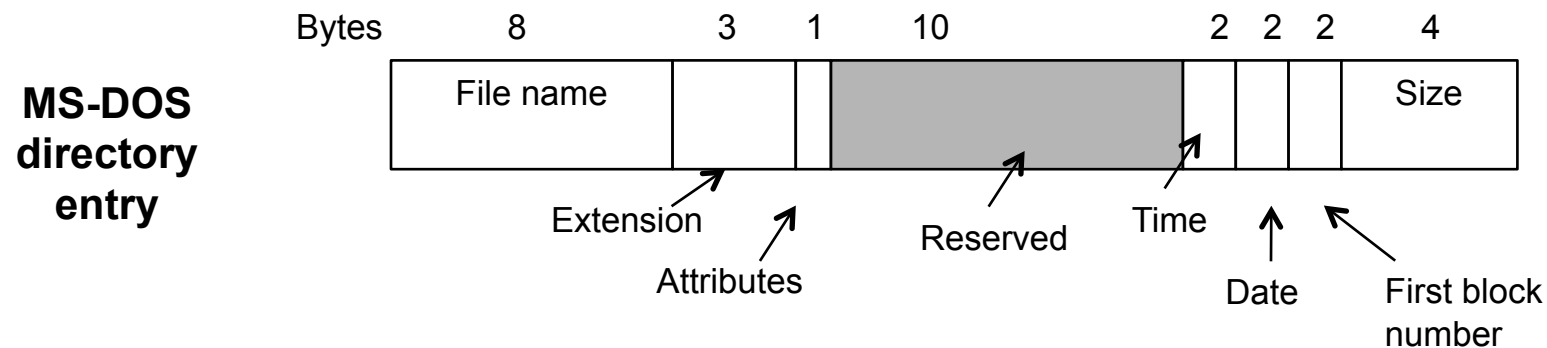 Bytes 8 3 1 10 2 2 2 4
MS-DOS
directory
entry
File name
Size
Extension
Attributes
Reserved
Time
Date
First block
number